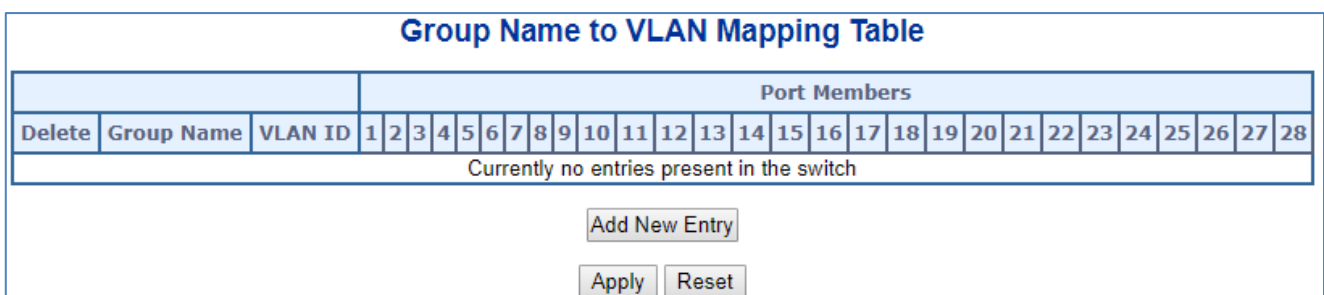 Group Name to VLAN Mapping Table
Port Members
Delete Group Name VLAN ID 1 2 3 4 5 6 7 8 9 10 11 12 13 14 15 16 17 18 19 20 21 22 23 24 25 26 27 28
Currently no entries present in the switch
Add New Entry
Apply Reset